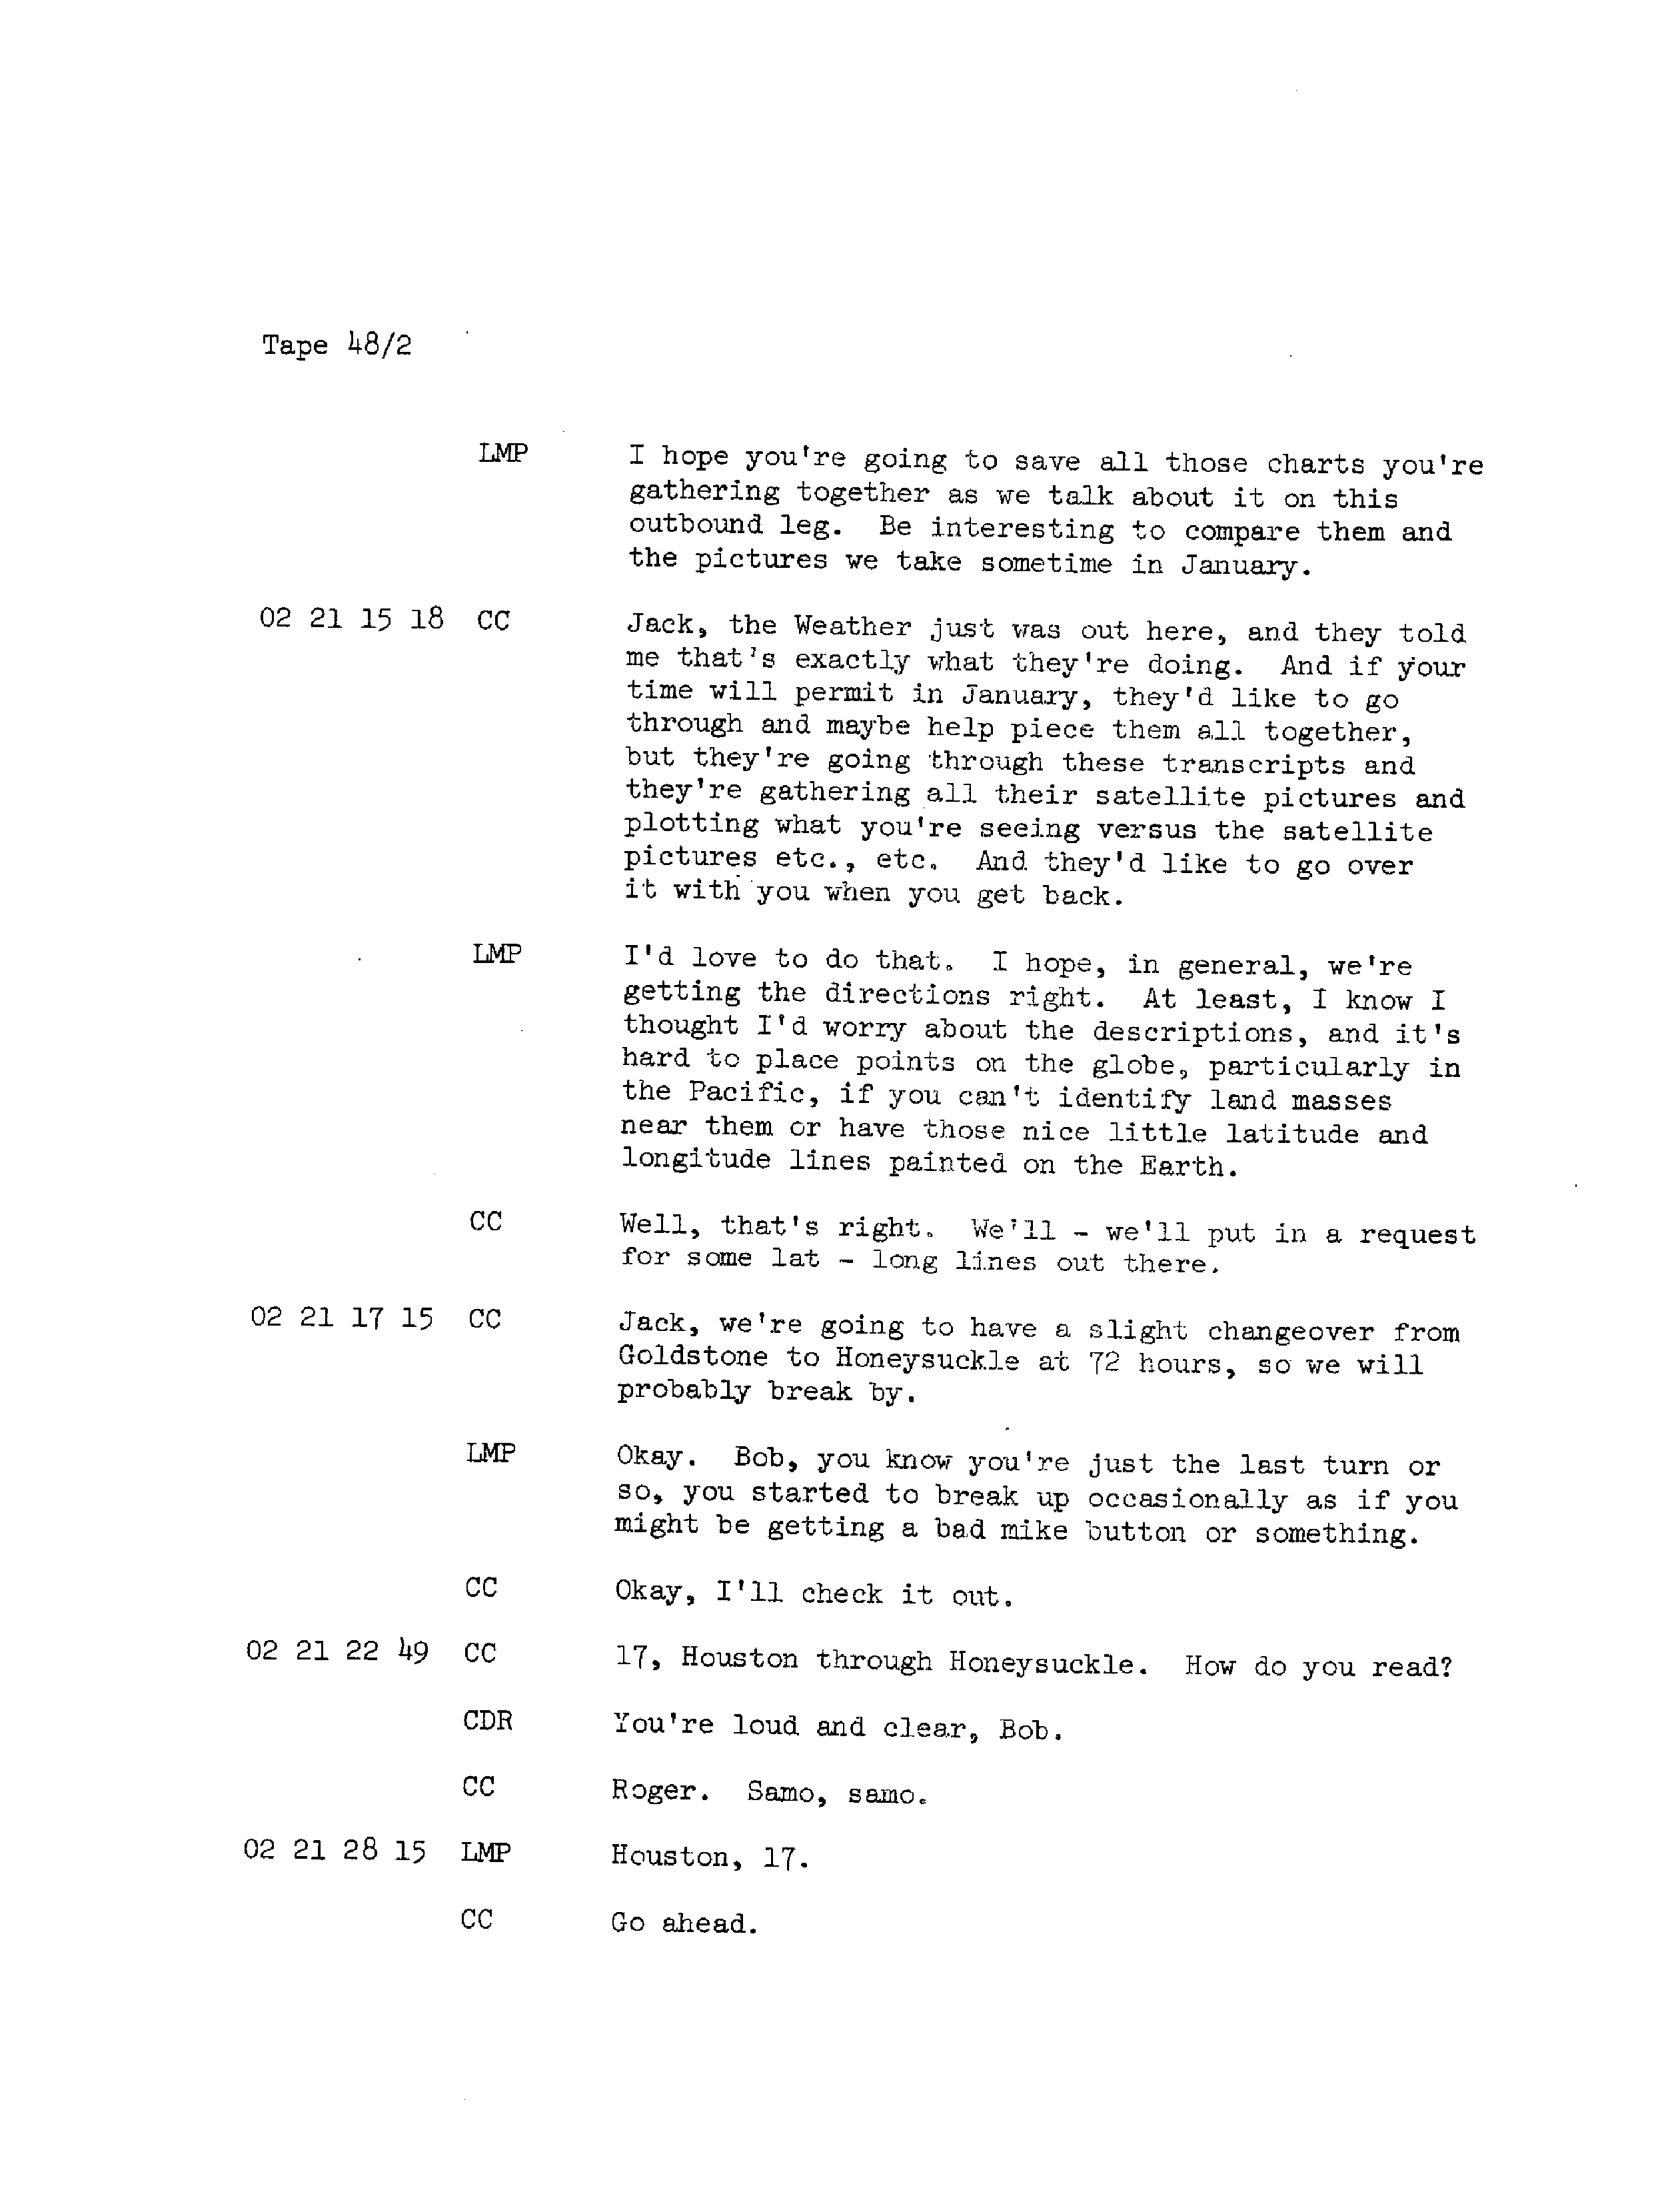 Tape 48/2
LMP I hope you're going to save all those charts you're
gathering together as we talk about it on this
outbound leg. Be interesting to compare them and
the pictures we take sometime in January.
02 21 15 18 CC Jack, the Weather just was out here, and they told
me that's exactly what they're doing. And if your
time will permit in January, they'd like to go
through and maybe help piece them all together,
but they're going through these transcripts and
they're gathering all their satellite pictures and
plotting what you're seeing versus the satellite
pictures etc., etc. And they'd like to go over
it with you when you get back.
LMP I'd love to do that. I hope, in general, we're
getting the directions right. At least, I know I
thought I'd worry about the descriptions, and it's
hard to place points on the globe, particularly in
the Pacific, if you can't identify land masses
near them or have those nice little latitude and
longitude lines painted on the Earth.
CC Well, that's right. We'll - we'll put in a request
for some lat - long lines out there.
02 21 17 15 CC Jack, we're going to have a slight changeover from
Goldstone to Honeysuckle at 72 hours, so we will
probably break by.
LMP Okay. Bob, you know you're just the last turn or
so, you started to break up occasionally as if you
might be getting a bad mike button or something.
CC Okay, I'll check it out.
02 21 22 49 CC 17, Houston through Honeysuckle. How do you read?
CDR You're loud and clear, Bob.
CC Roger. Samo, samo.
02 21 28 15 LMP Houston, 17.
CC Go ahead.